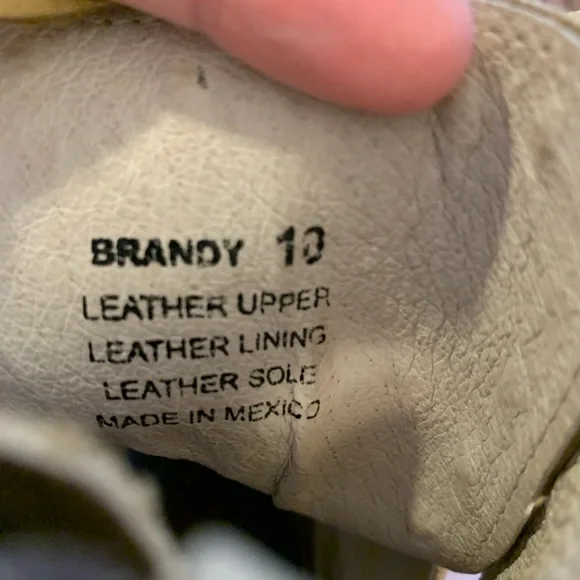 BRANDY 10
LEATHER UPPER
LEATHER LINING
LEATHER SOLE
MADE IN MEXICO